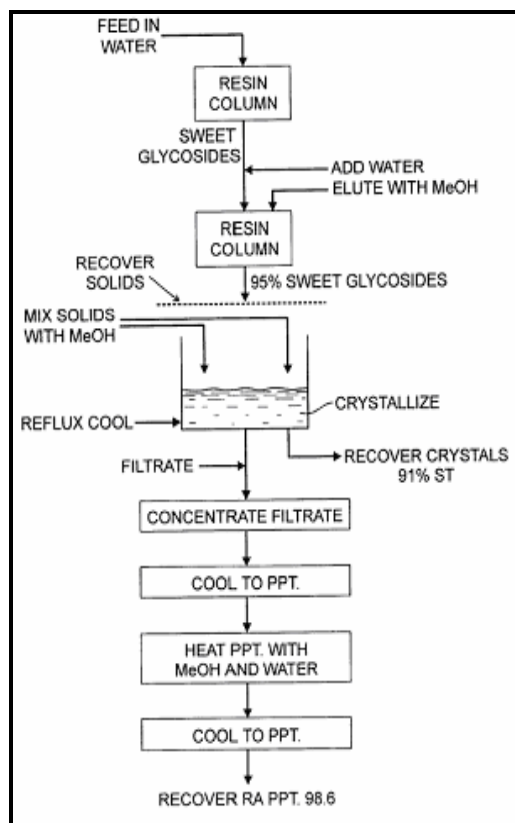 FEED IN
WATER
RESIN
COLUMN
SWEET
GLYCOSIDES
ADD WATER
ELUTE WITH MeOH
RESIN
COLUMN
RECOVER
SOLIDS
95% SWEET GLYCOSIDES
MIX SOLIDS
WITH MeOH
CRYSTALLIZE
REFLUX COOL
RECOVER CRYSTALS
91% ST
FILTRATE
CONCENTRATE FILTRATE
COOL TO PPT.
HEAT PPT. WITH
MeOH AND WATER
COOL TO PPT.
RECOVER RA PPT. 98.6